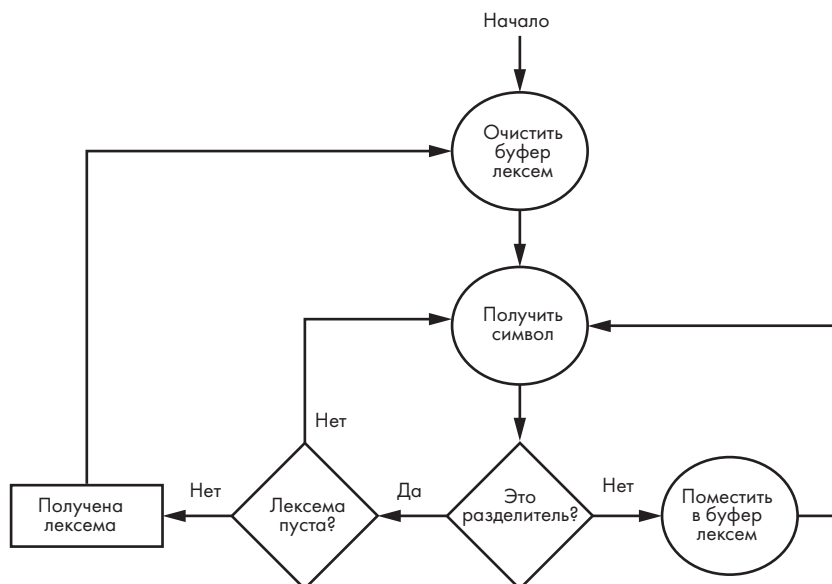 Начало
Очистить
буфер
лексем
Получить
символ
Нет
Получена
лексема
Нет
Лексема
пуста?
Да
Это
разделитель?
Нет
Поместить
в буфер
лексем